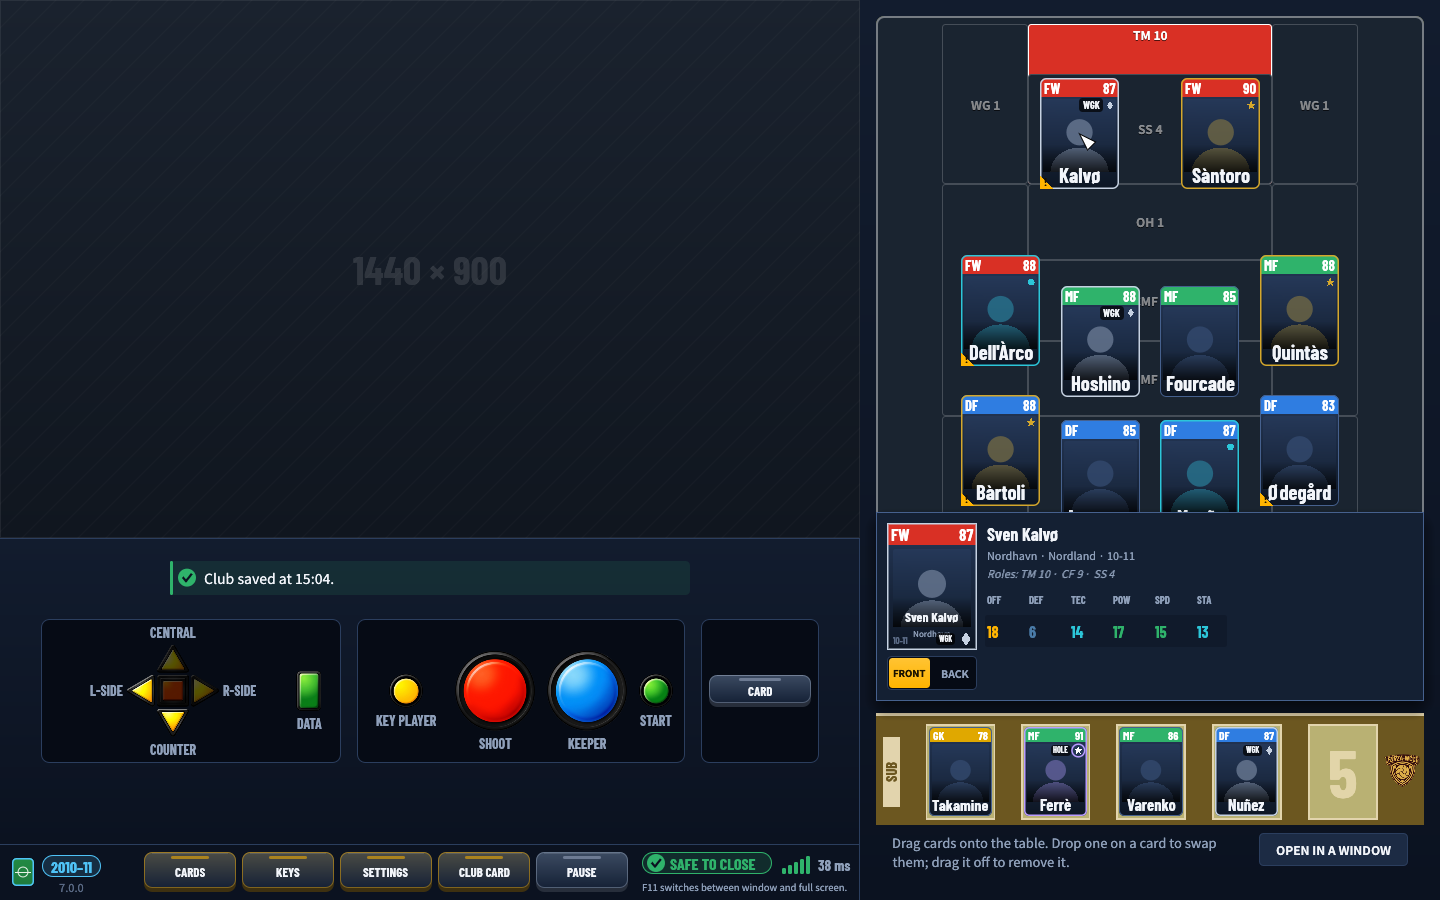 1440 × 900
Club saved at 15:04.
CENTRAL
L-SIDE
R-SIDE
COUNTER
DATA
KEY PLAYER
SHOOT
KEEPER
START
CARD
2010–11
7.0.0
CARDS
KEYS
SETTINGS
CLUB CARD
PAUSE
SAFE TO CLOSE
38 ms
F11 switches between window and full screen.
TM 10
WG 1
SS 4
WG 1
FW 87
WGK
Kalvø
FW 90
Sàntoro
OH 1
FW 88
Dell'Àrco
MF 88
WGK
Hoshino
MF
MF
MF 85
Fourcade
MF 88
Quintàs
DF 88
Bàrtoli
DF 85
DF 87
DF 83
Ødegård
FW 87
Sven Kalvø
10-11
WGK
FRONT
BACK
Sven Kalvø
Nordhavn · Nordland · 10-11
Roles: TM 10 · CF 9 · SS 4
OFF DEF TEC POW SPD STA
18 6 14 17 15 13
SUB
GK 78
Takamine
MF 91
HOLE
Ferrè
MF 86
Varenko
DF 87
WGK
Nuñez
5
Drag cards onto the table. Drop one on a card to swap
them; drag it off to remove it.
OPEN IN A WINDOW